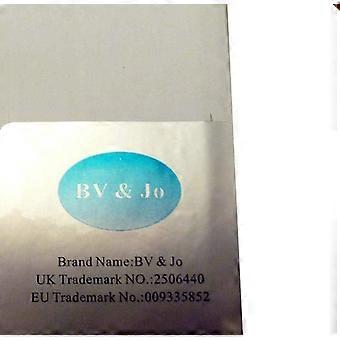 BV & Jo
Brand Name:BV & Jo
UK Trademark NO.:2506440
EU Trademark No.:009335852